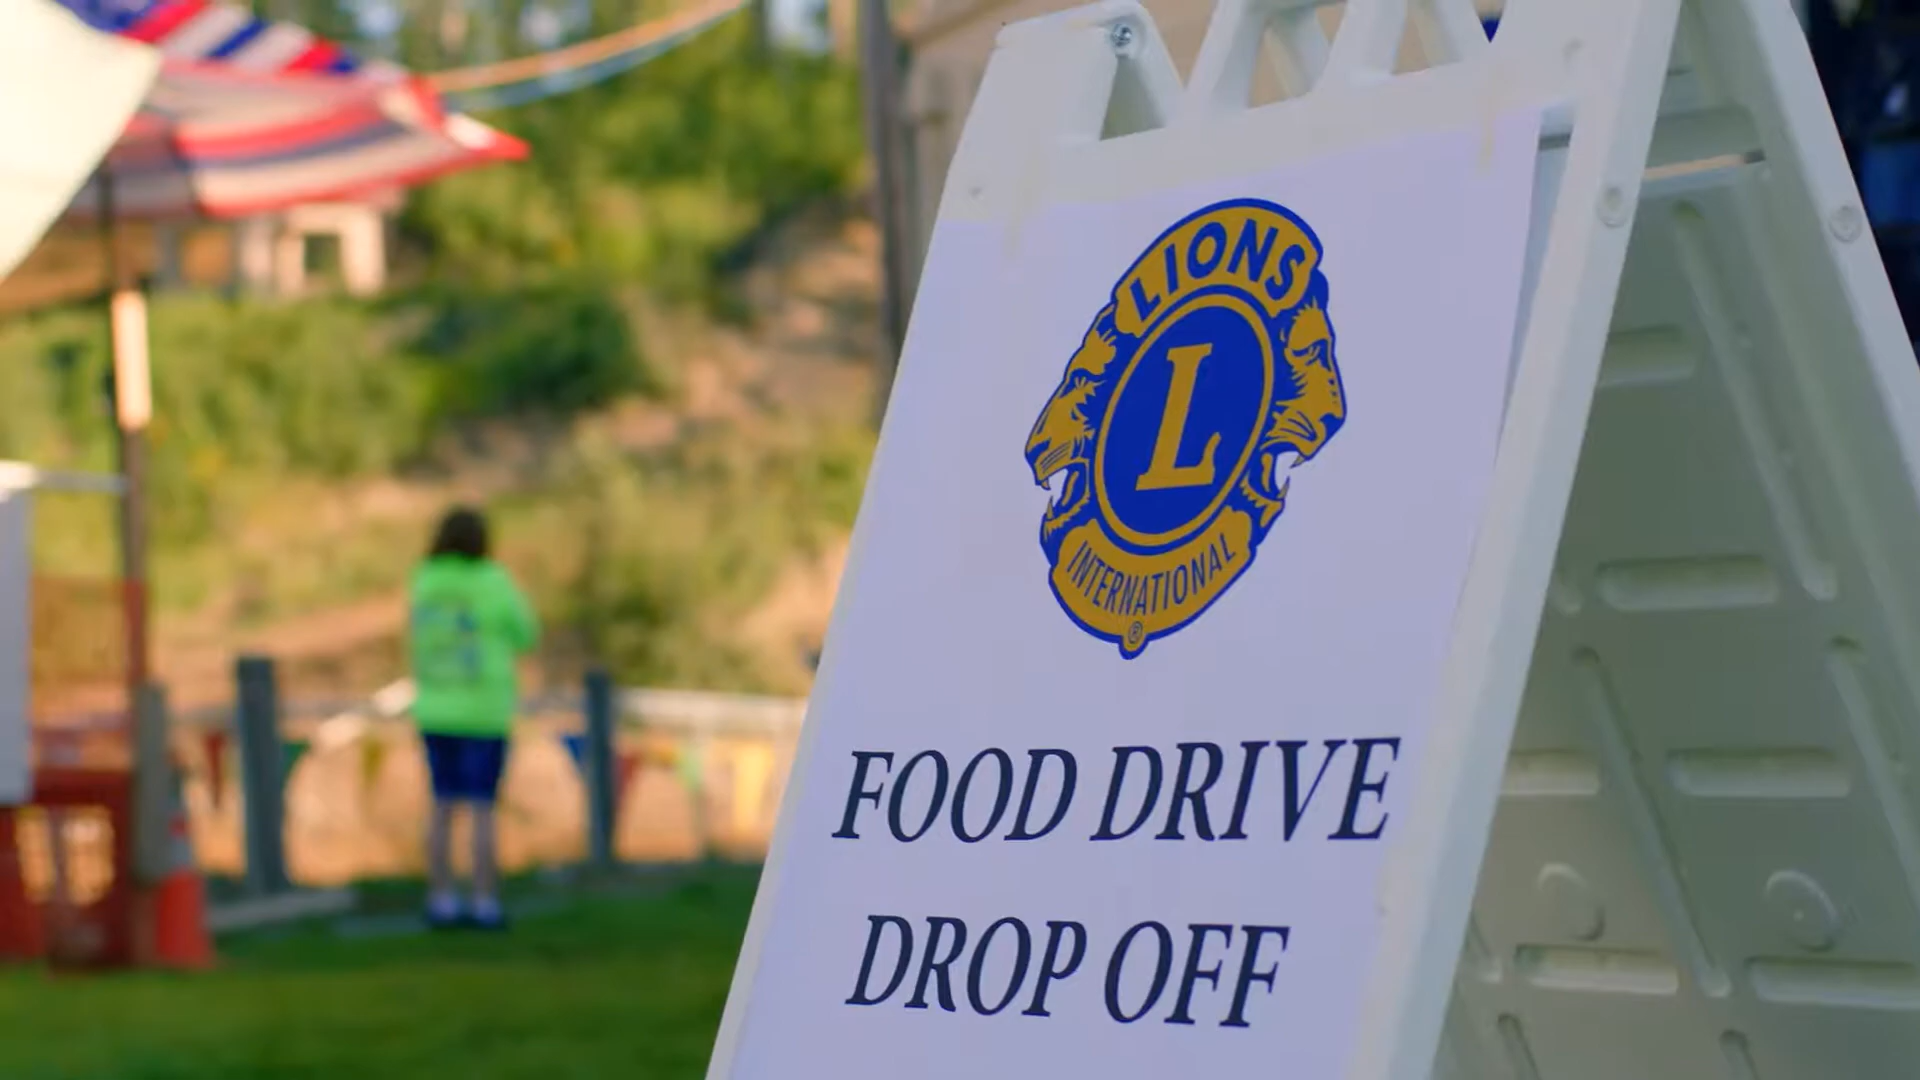 LIONS
L
INTERNATIONAL
®
FOOD DRIVE
DROP OFF